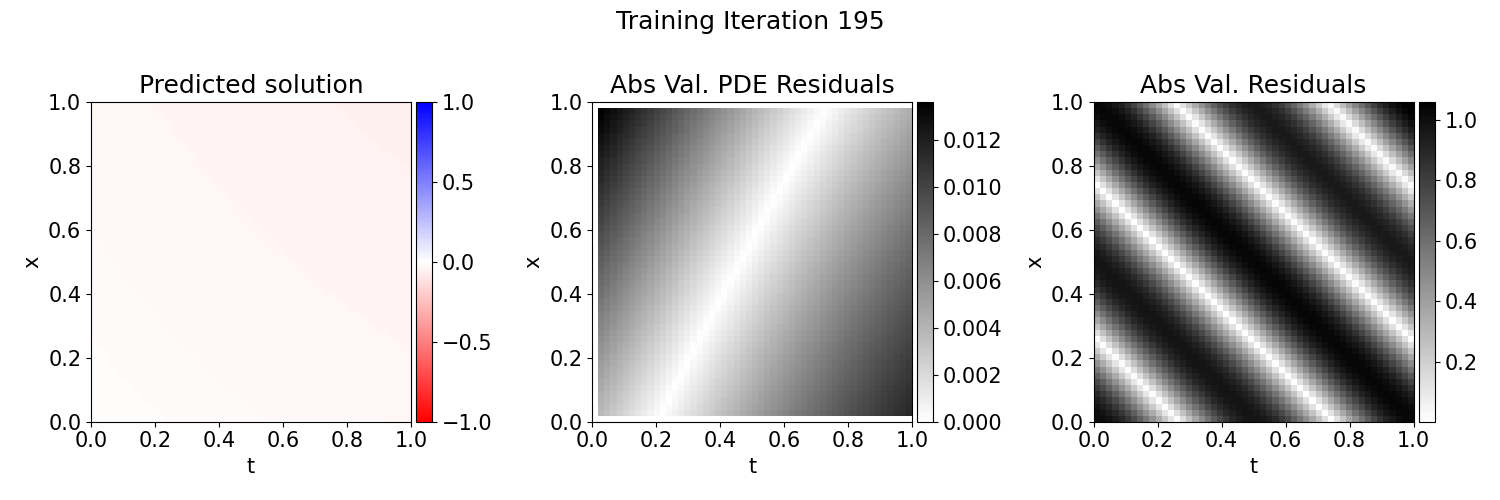 Training Iteration 195
Predicted solution
1.0
0.8
0.6
0.4
0.2
0.0
x
0.0 0.2 0.4 0.6 0.8 1.0
t
1.0
0.5
0.0
−0.5
−1.0
Abs Val. PDE Residuals
1.0
0.8
0.6
0.4
0.2
0.0
x
0.0 0.2 0.4 0.6 0.8 1.0
t
0.012
0.010
0.008
0.006
0.004
0.002
0.000
Abs Val. Residuals
1.0
0.8
0.6
0.4
0.2
0.0
x
0.0 0.2 0.4 0.6 0.8 1.0
t
1.0
0.8
0.6
0.4
0.2